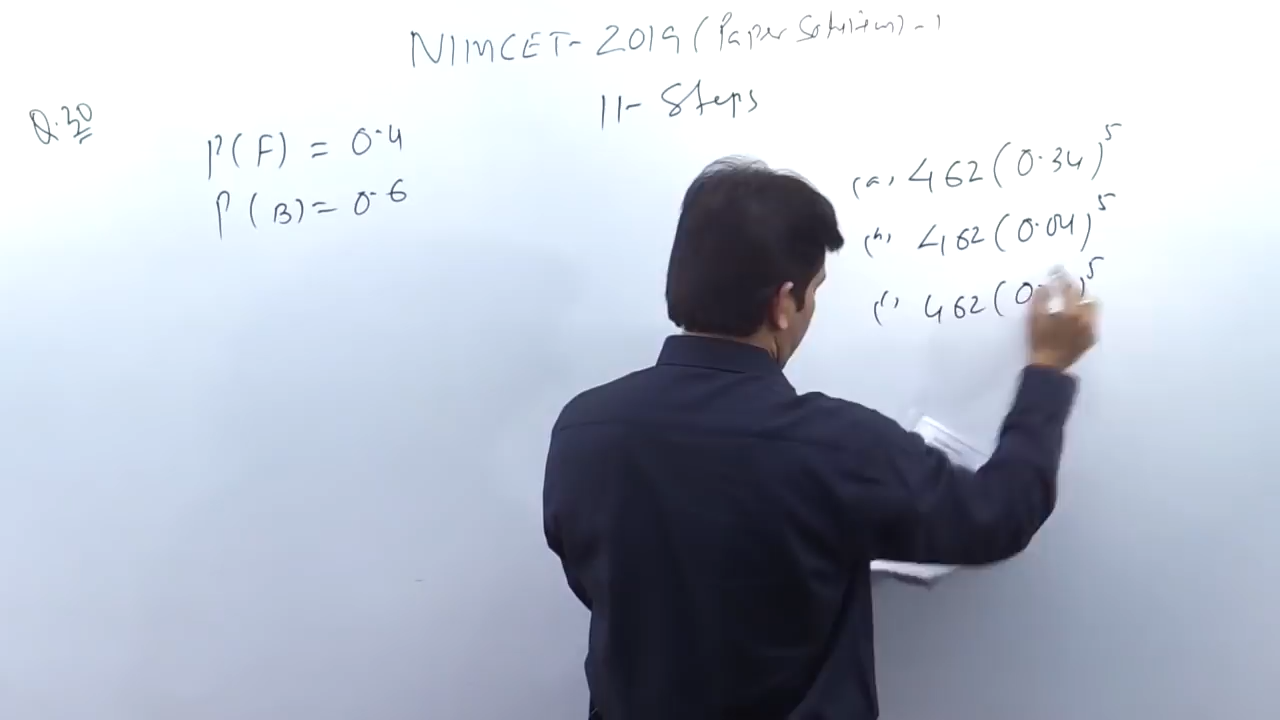 NIMCET-2019 (Paper Solution)-1
11- Steps
Q.30
P(F) = 0.4
P(B) = 0.6
(a) 462(0.34)^5
(b) 462(0.04)^5
(c) 462(0. )^5